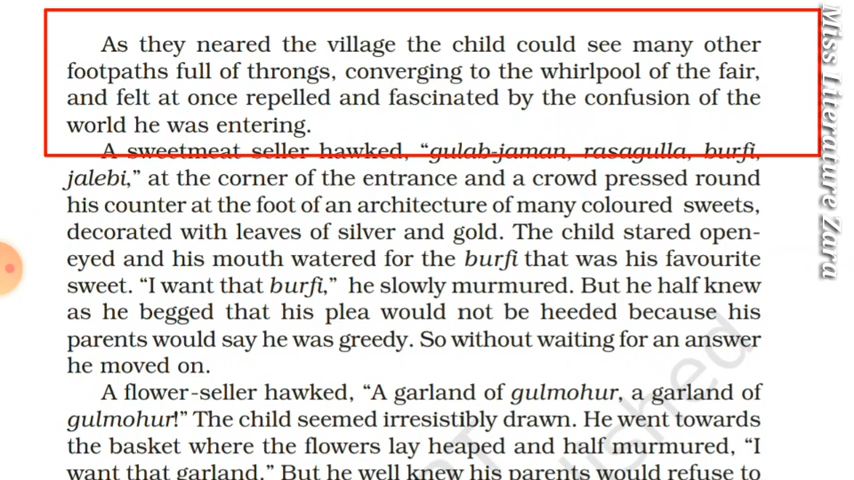 As they neared the village the child could see many other
footpaths full of throngs, converging to the whirlpool of the fair,
and felt at once repelled and fascinated by the confusion of the
world he was entering.
A sweetmeat seller hawked, “gulab-jaman, rasagulla, burfi,
jalebi,” at the corner of the entrance and a crowd pressed round
his counter at the foot of an architecture of many coloured sweets,
decorated with leaves of silver and gold. The child stared open-
eyed and his mouth watered for the burfi that was his favourite
sweet. “I want that burfi,” he slowly murmured. But he half knew
as he begged that his plea would not be heeded because his
parents would say he was greedy. So without waiting for an answer
he moved on.
A flower-seller hawked, “A garland of gulmohur, a garland of
gulmohur!” The child seemed irresistibly drawn. He went towards
the basket where the flowers lay heaped and half murmured, “I
want that garland.” But he well knew his parents would refuse to
Miss Literature Zara